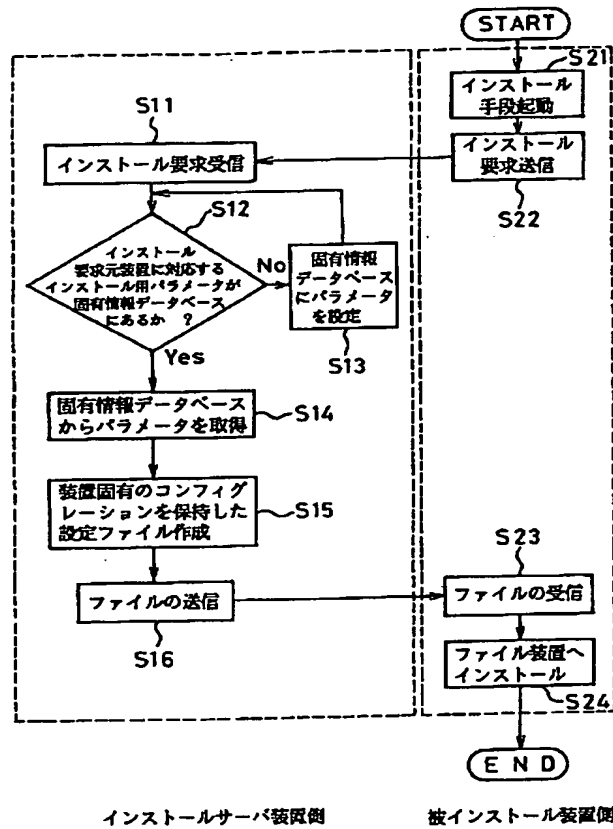 START
S21
インストール
手段起動
S11
インストール要求受信
インストール
要求送信
S22
S12
インストール
要求元装置に対応する
インストール用パラメータが
固有情報データベース
にあるか ?
No
固有情報
データベース
にパラメータ
を設定
S13
Yes
固有情報データベース
からパラメータを取得
S14
装置固有のコンフィグ
レーションを保持した
設定ファイル作成
S15
S23
ファイルの送信
S16
ファイルの受信
ファイル装置へ
インストール
S24
END
インストールサーバ装置側
被インストール装置側